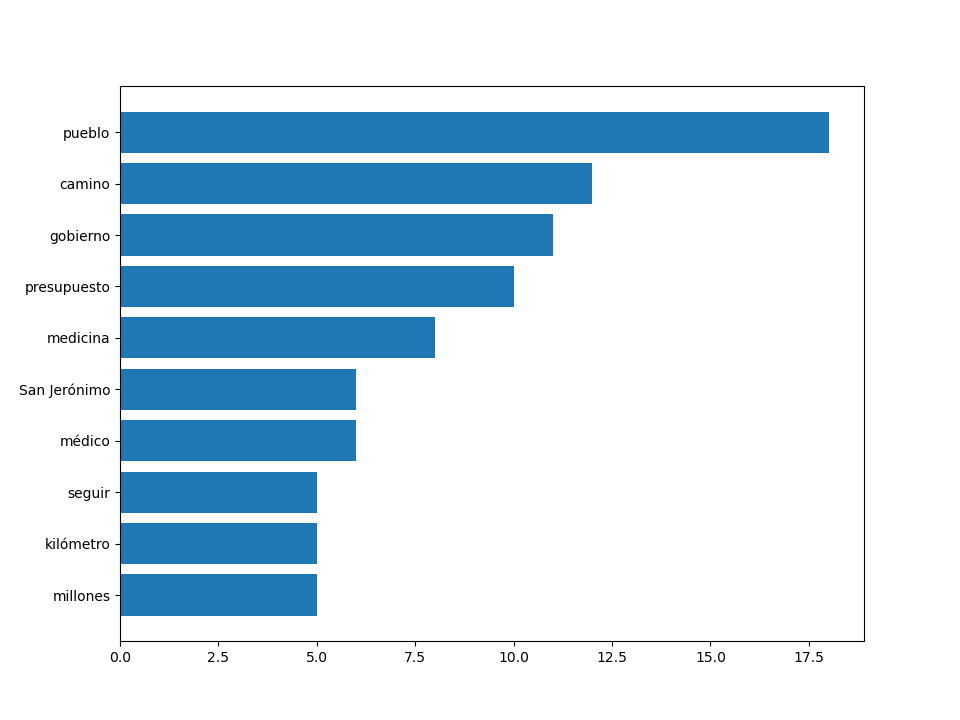 pueblo
camino
gobierno
presupuesto
medicina
San Jerónimo
médico
seguir
kilómetro
millones
0.0 2.5 5.0 7.5 10.0 12.5 15.0 17.5